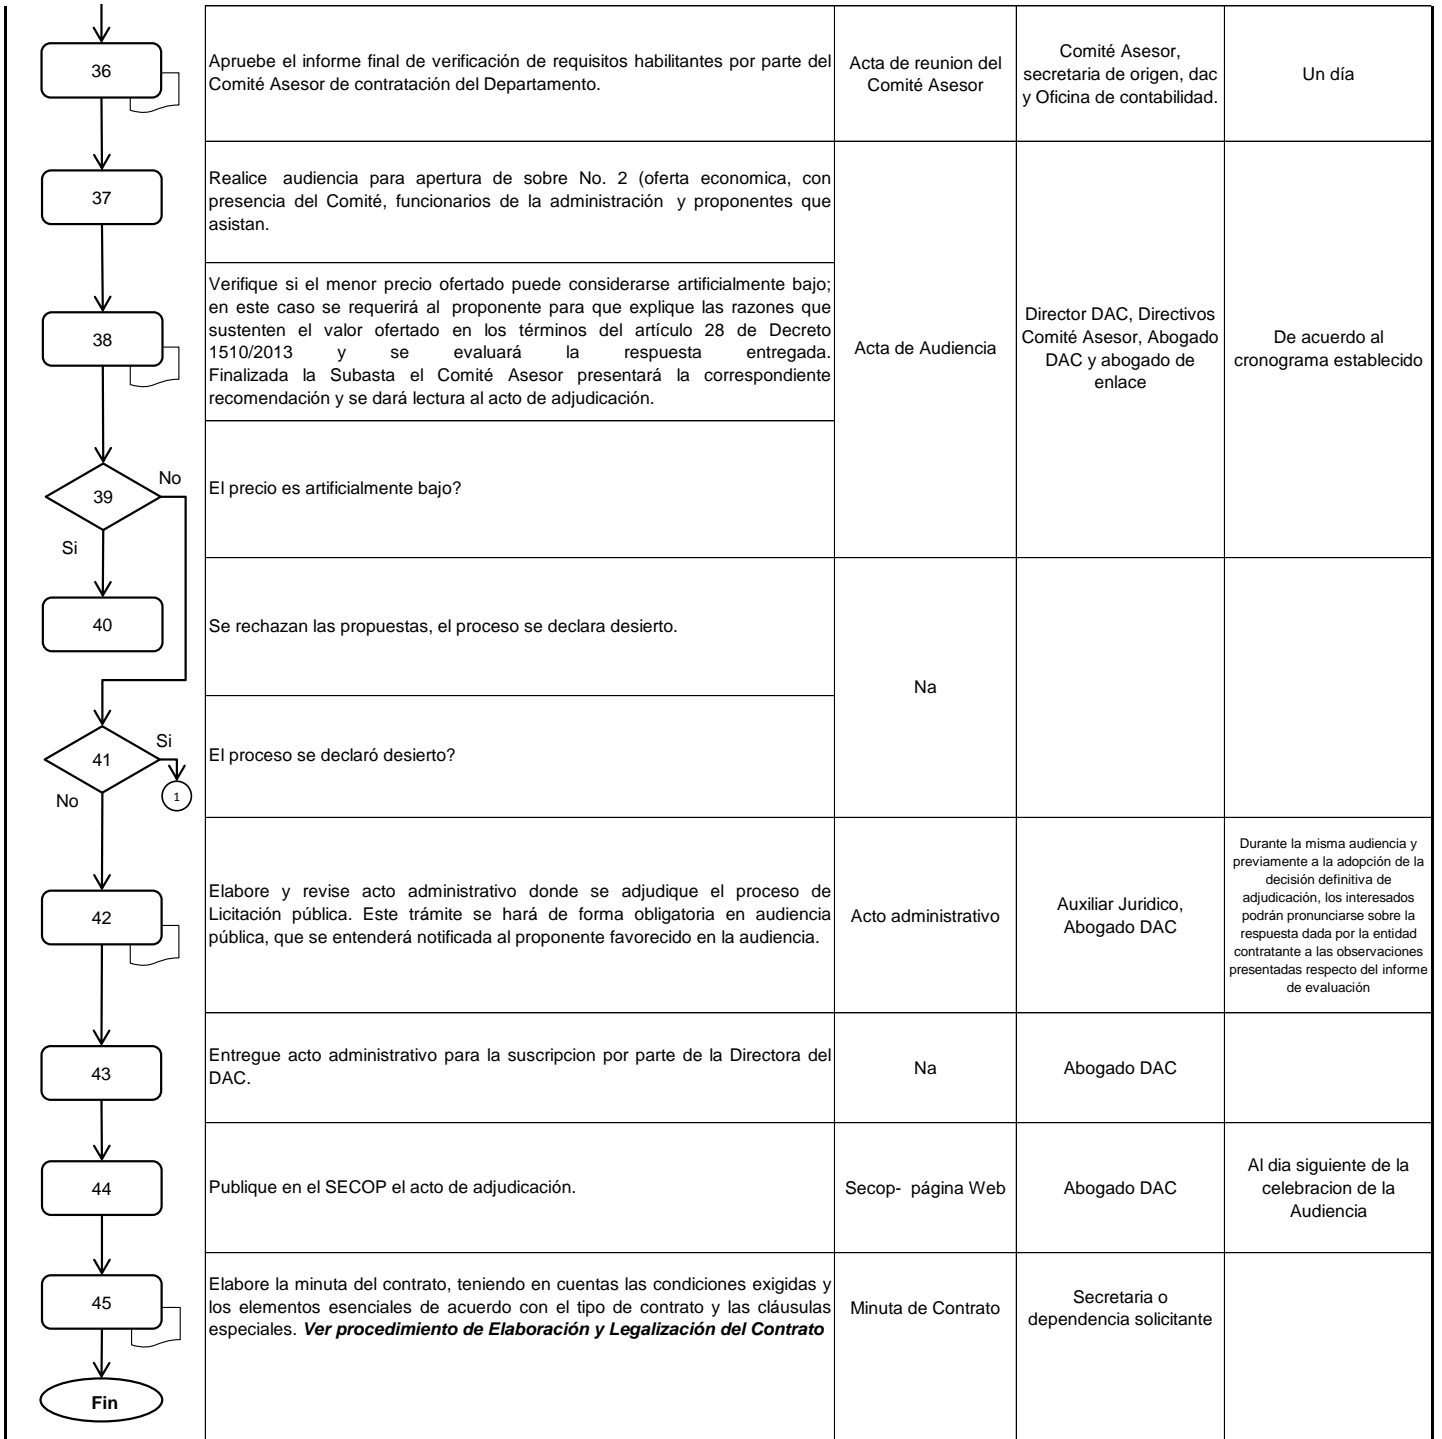 36
Apruebe el informe final de verificación de requisitos habilitantes por parte del
Comité Asesor de contratación del Departamento.
Acta de reunion del
Comité Asesor
Comité Asesor,
secretaria de origen, dac
y Oficina de contabilidad.
Un día
37
Realice audiencia para apertura de sobre No. 2 (oferta economica, con
presencia del Comité, funcionarios de la administración y proponentes que
asistan.
38
Verifique si el menor precio ofertado puede considerarse artificialmente bajo;
en este caso se requerirá al proponente para que explique las razones que
sustenten el valor ofertado en los términos del artículo 28 de Decreto
1510/2013 y se evaluará la respuesta entregada.
Finalizada la Subasta el Comité Asesor presentará la correspondiente
recomendación y se dará lectura al acto de adjudicación.
Acta de Audiencia
Director DAC, Directivos
Comité Asesor, Abogado
DAC y abogado de
enlace
De acuerdo al
cronograma establecido
39
No
Si
El precio es artificialmente bajo?
40
Se rechazan las propuestas, el proceso se declara desierto.
Na
41
Si
1
No
El proceso se declaró desierto?
42
Elabore y revise acto administrativo donde se adjudique el proceso de
Licitación pública. Este trámite se hará de forma obligatoria en audiencia
pública, que se entenderá notificada al proponente favorecido en la audiencia.
Acto administrativo
Auxiliar Juridico,
Abogado DAC
Durante la misma audiencia y
previamente a la adopción de la
decisión definitiva de
adjudicación, los interesados
podrán pronunciarse sobre la
respuesta dada por la entidad
contratante a las observaciones
presentadas respecto del informe
de evaluación
43
Entregue acto administrativo para la suscripcion por parte de la Directora del
DAC.
Na
Abogado DAC
44
Publique en el SECOP el acto de adjudicación.
Secop- página Web
Abogado DAC
Al dia siguiente de la
celebracion de la
Audiencia
45
Elabore la minuta del contrato, teniendo en cuentas las condiciones exigidas y
los elementos esenciales de acuerdo con el tipo de contrato y las cláusulas
especiales. Ver procedimiento de Elaboración y Legalización del Contrato
Minuta de Contrato
Secretaria o
dependencia solicitante
Fin